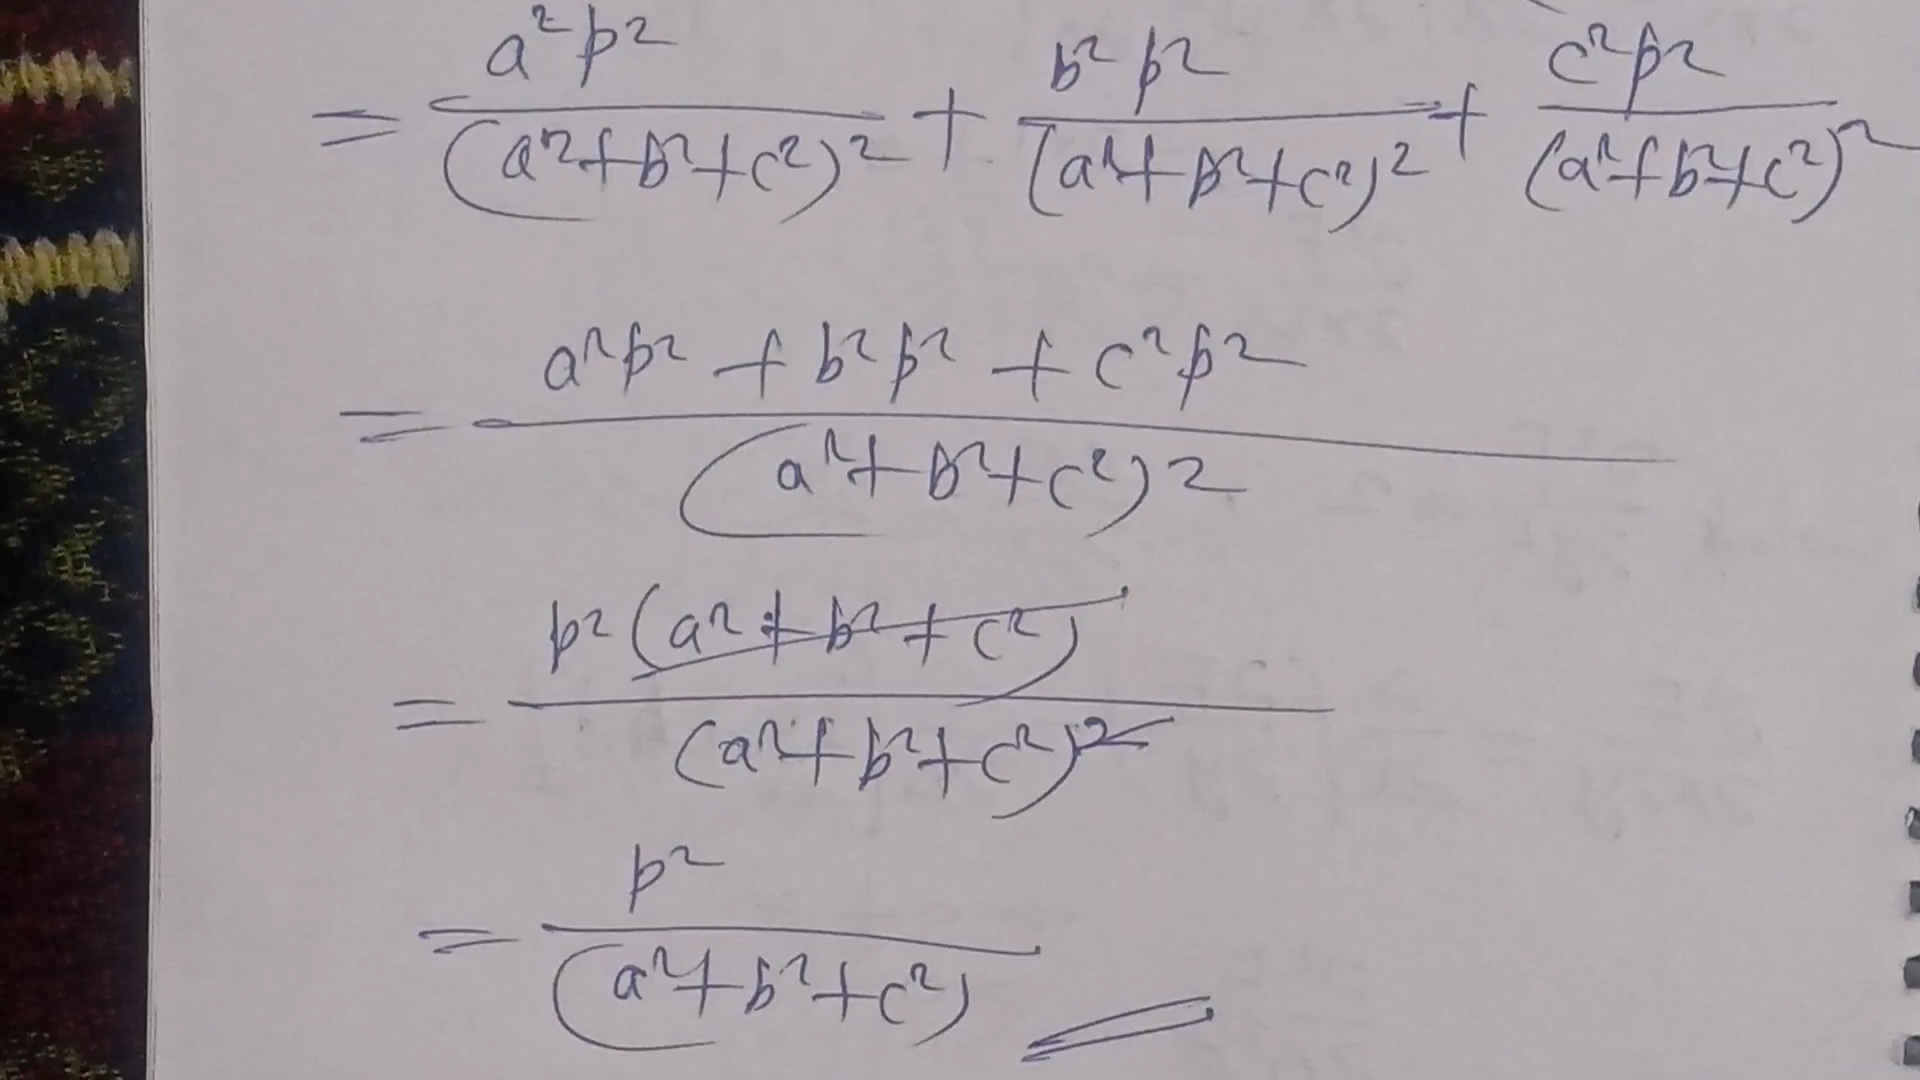 = a²p²/(a²+b²+c²)² + b²p²/(a²+b²+c²)² + c²p²/(a²+b²+c²)²
= a²p² + b²p² + c²p²/(a²+b²+c²)²
= p²(a²+b²+c²)/(a²+b²+c²)²
= p²/(a²+b²+c²)